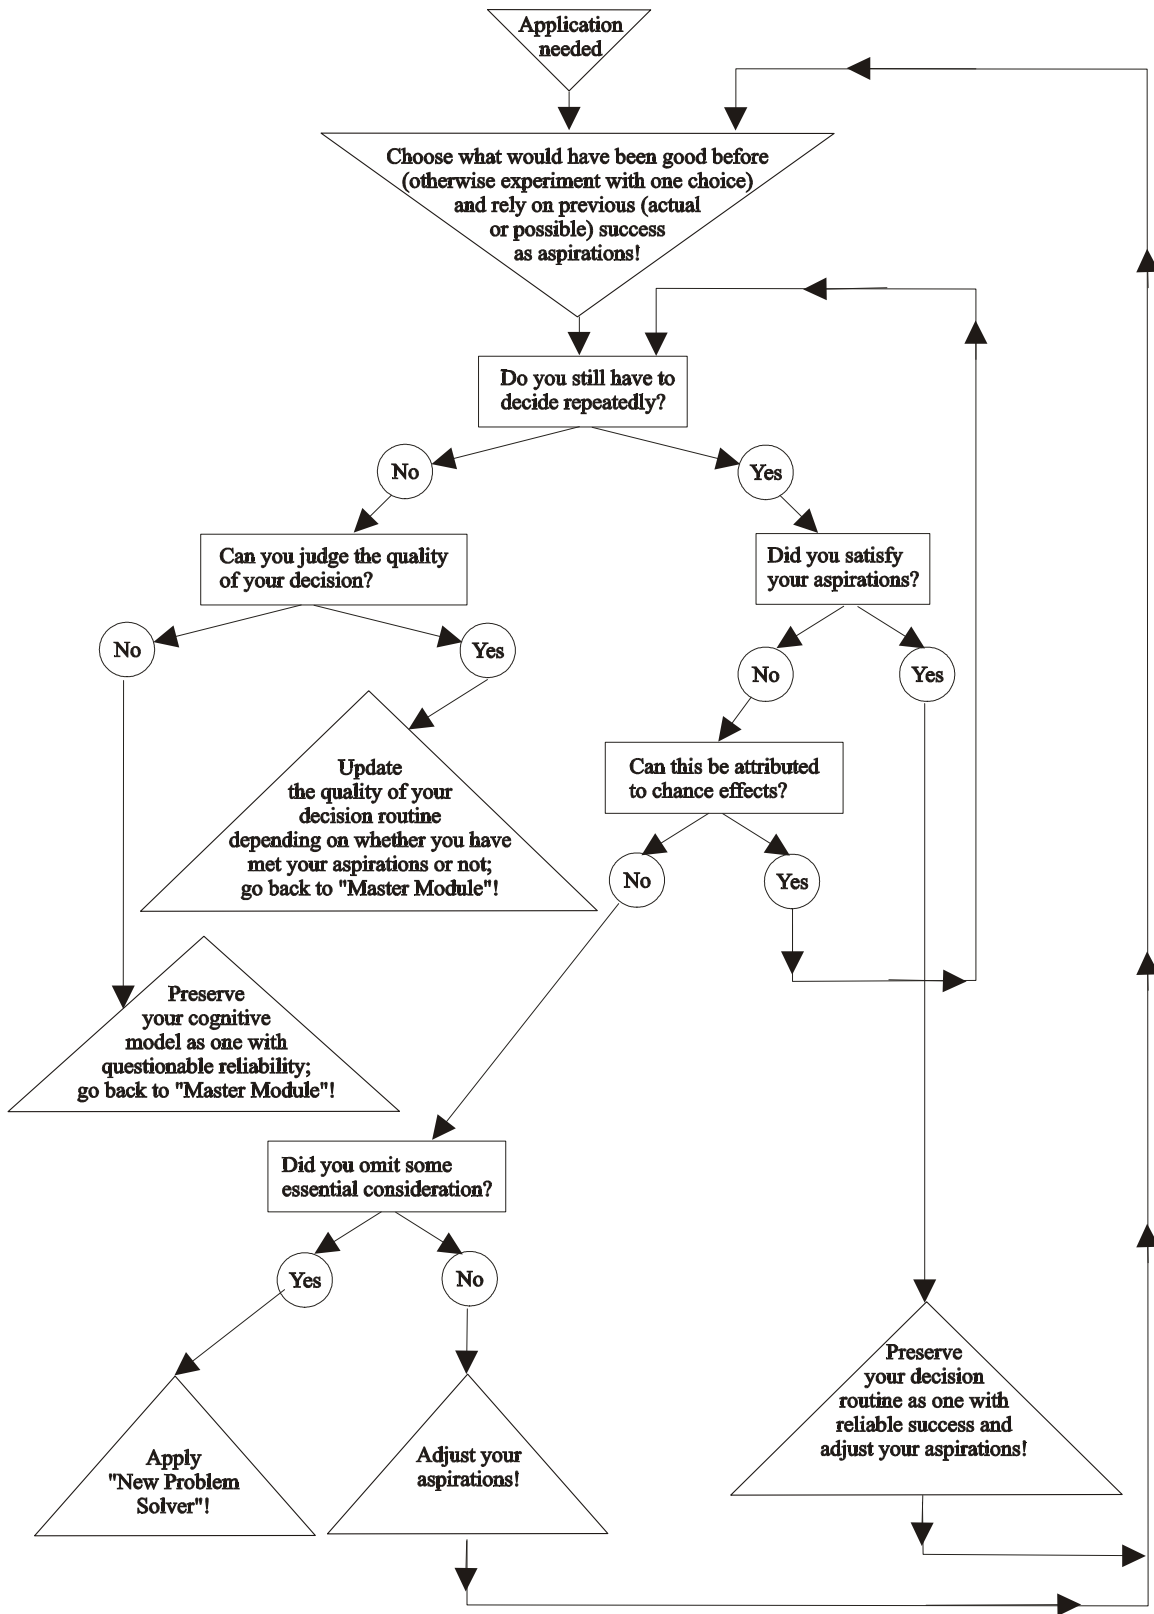 Application
needed
Choose what would have been good before
(otherwise experiment with one choice)
and rely on previous (actual
or possible) success
as aspirations!
Do you still have to
decide repeatedly?
No
Yes
Can you judge the quality
of your decision?
Did you satisfy
your aspirations?
No
Yes
No
Yes
Update
the quality of your
decision routine
depending on whether you have
met your aspirations or not;
go back to "Master Module"!
Can this be attributed
to chance effects?
No
Yes
Preserve
your cognitive
model as one with
questionable reliability;
go back to "Master Module"!
Did you omit some
essential consideration?
Yes
No
Preserve
your decision
routine as one with
reliable success and
adjust your aspirations!
Apply
"New Problem
Solver"!
Adjust your
aspirations!